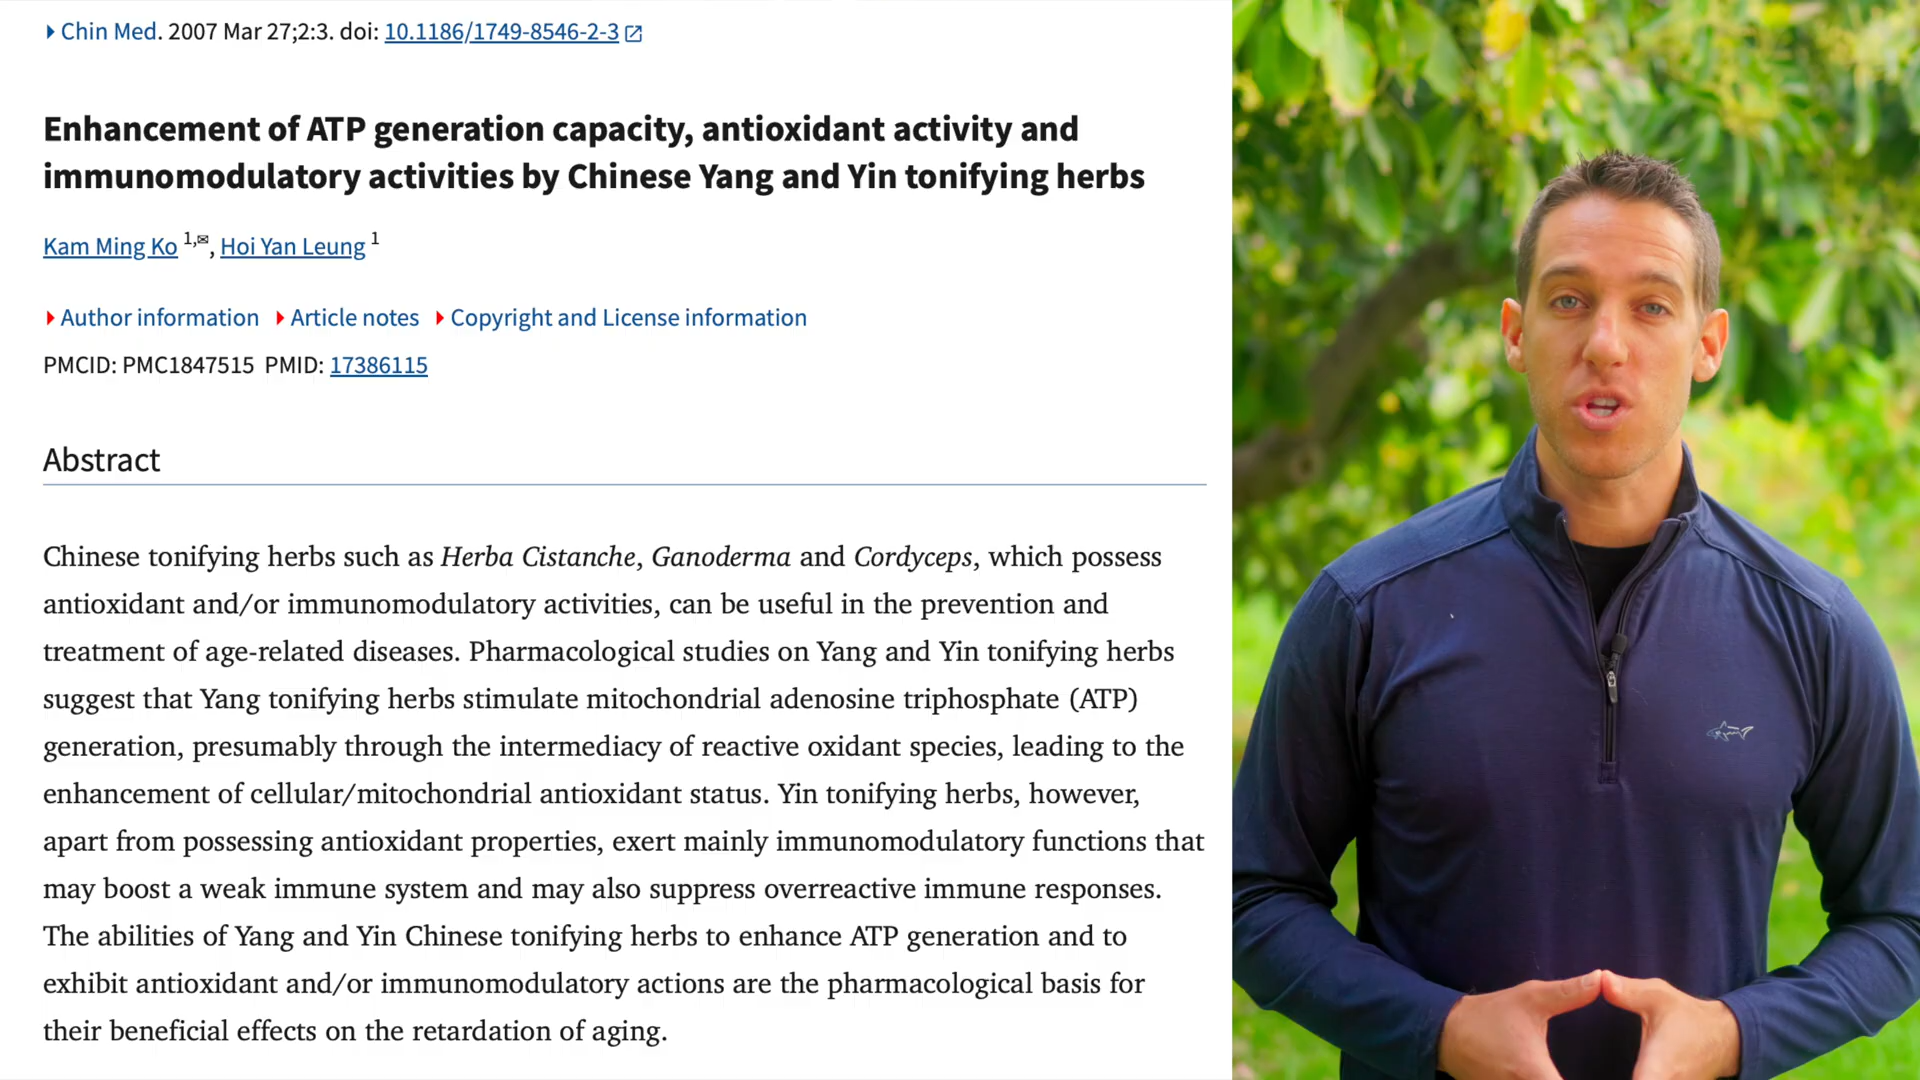 Chin Med. 2007 Mar 27;2:3. doi: 10.1186/1749-8546-2-3
Enhancement of ATP generation capacity, antioxidant activity and
immunomodulatory activities by Chinese Yang and Yin tonifying herbs
Kam Ming Ko 1,✉, Hoi Yan Leung 1
Author information Article notes Copyright and License information
PMCID: PMC1847515 PMID: 17386115
Abstract
Chinese tonifying herbs such as Herba Cistanche, Ganoderma and Cordyceps, which possess
antioxidant and/or immunomodulatory activities, can be useful in the prevention and
treatment of age-related diseases. Pharmacological studies on Yang and Yin tonifying herbs
suggest that Yang tonifying herbs stimulate mitochondrial adenosine triphosphate (ATP)
generation, presumably through the intermediacy of reactive oxidant species, leading to the
enhancement of cellular/mitochondrial antioxidant status. Yin tonifying herbs, however,
apart from possessing antioxidant properties, exert mainly immunomodulatory functions that
may boost a weak immune system and may also suppress overreactive immune responses.
The abilities of Yang and Yin Chinese tonifying herbs to enhance ATP generation and to
exhibit antioxidant and/or immunomodulatory actions are the pharmacological basis for
their beneficial effects on the retardation of aging.